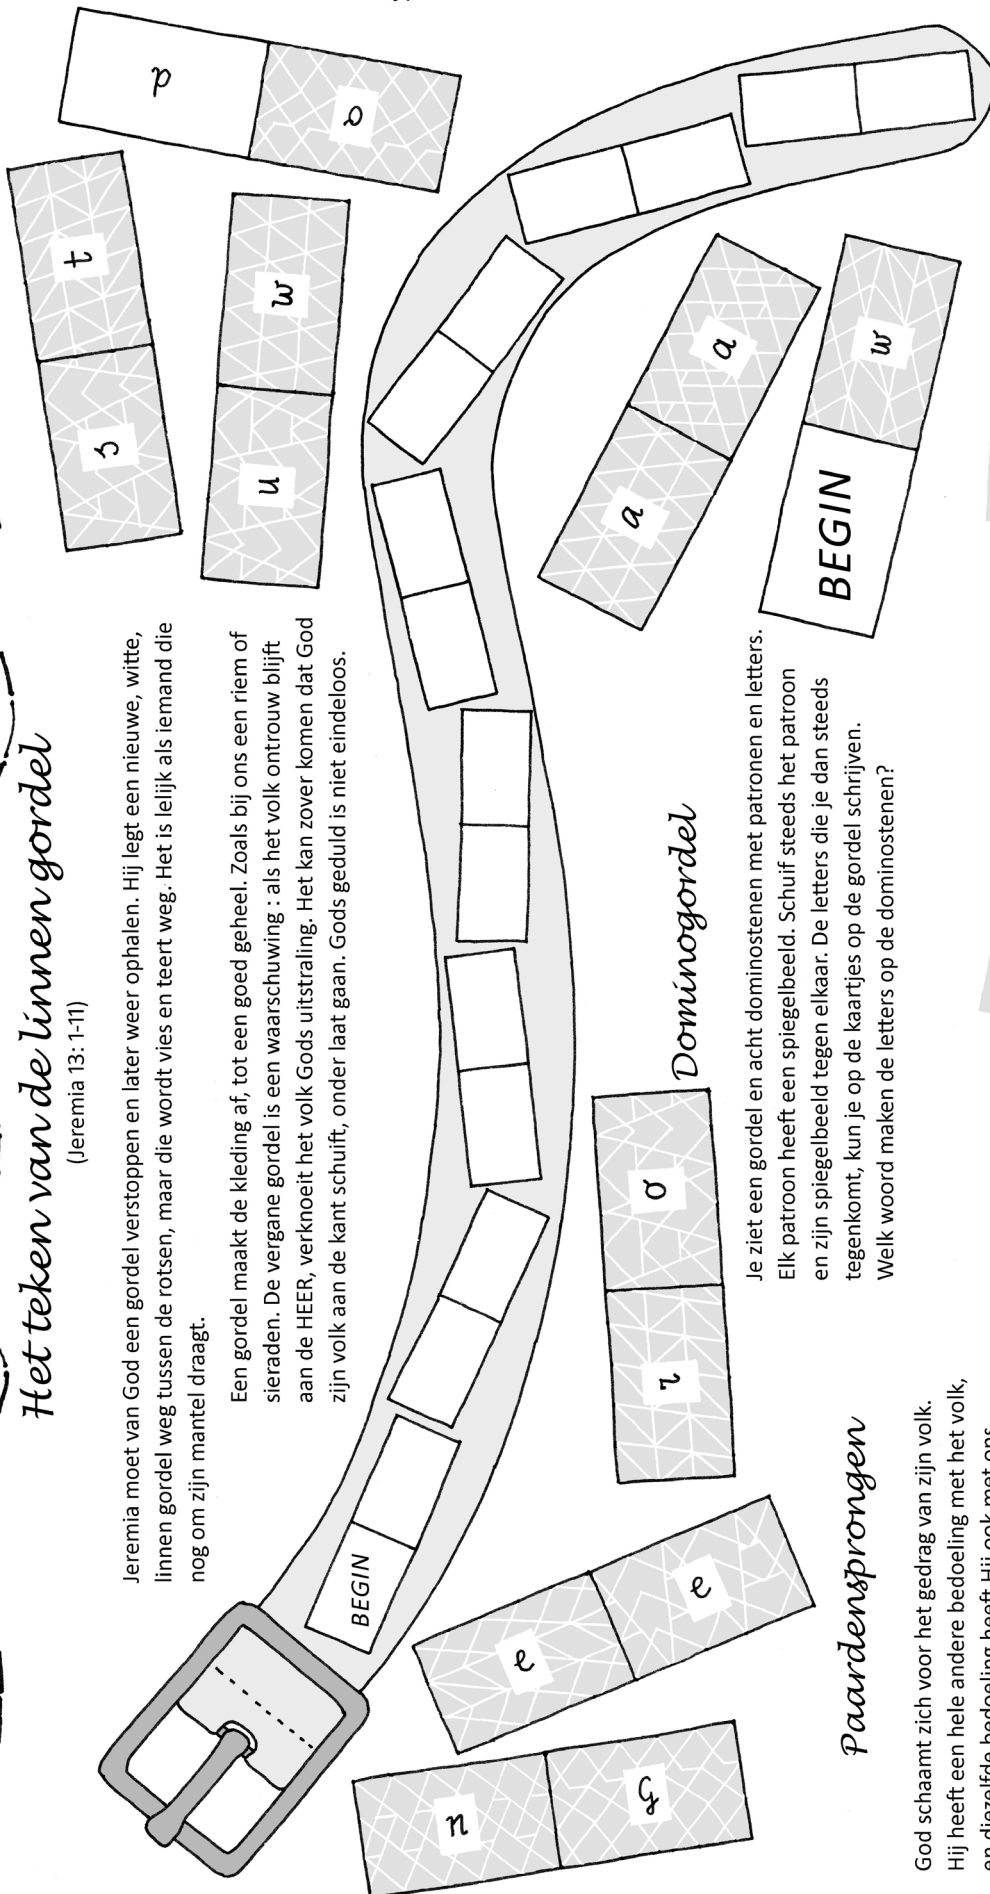 Het teken van de linnen gordel
(Jeremia 13: 1-11)
Jeremia moet van God een gordel verstoppen en later weer ophalen. Hij legt een nieuwe, witte,
linnen gordel weg tussen de rotsen, maar die wordt vies en teert weg. Het is lelijk als iemand die
nog om zijn mantel draagt.
Een gordel maakt de kleding af, tot een goed geheel. Zoals bij ons een riem of
sieraden. De vergane gordel is een waarschuwing : als het volk ontrouw blijft
aan de HEER, verknoeit het volk Gods uitstraling. Het kan zover komen dat God
zijn volk aan de kant schuift, onder laat gaan. Gods geduld is niet eindeloos.
BEGIN
Dominogordel
Je ziet een gordel en acht dominostenen met patronen en letters.
Elk patroon heeft een spiegelbeeld. Schuif steeds het patroon
en zijn spiegelbeeld tegen elkaar. De letters die je dan steeds
tegenkomt, kun je op de kaartjes op de gordel schrijven.
Welk woord maken de letters op de dominostenen?
BEGIN w
a a
u w
t
d
o
e e
Paardensprongen
God schaamt zich voor het gedrag van zijn volk.
Hij heeft een hele andere bedoeling met het volk,
en diezelfde bedoeling heeft Hij ook met ons